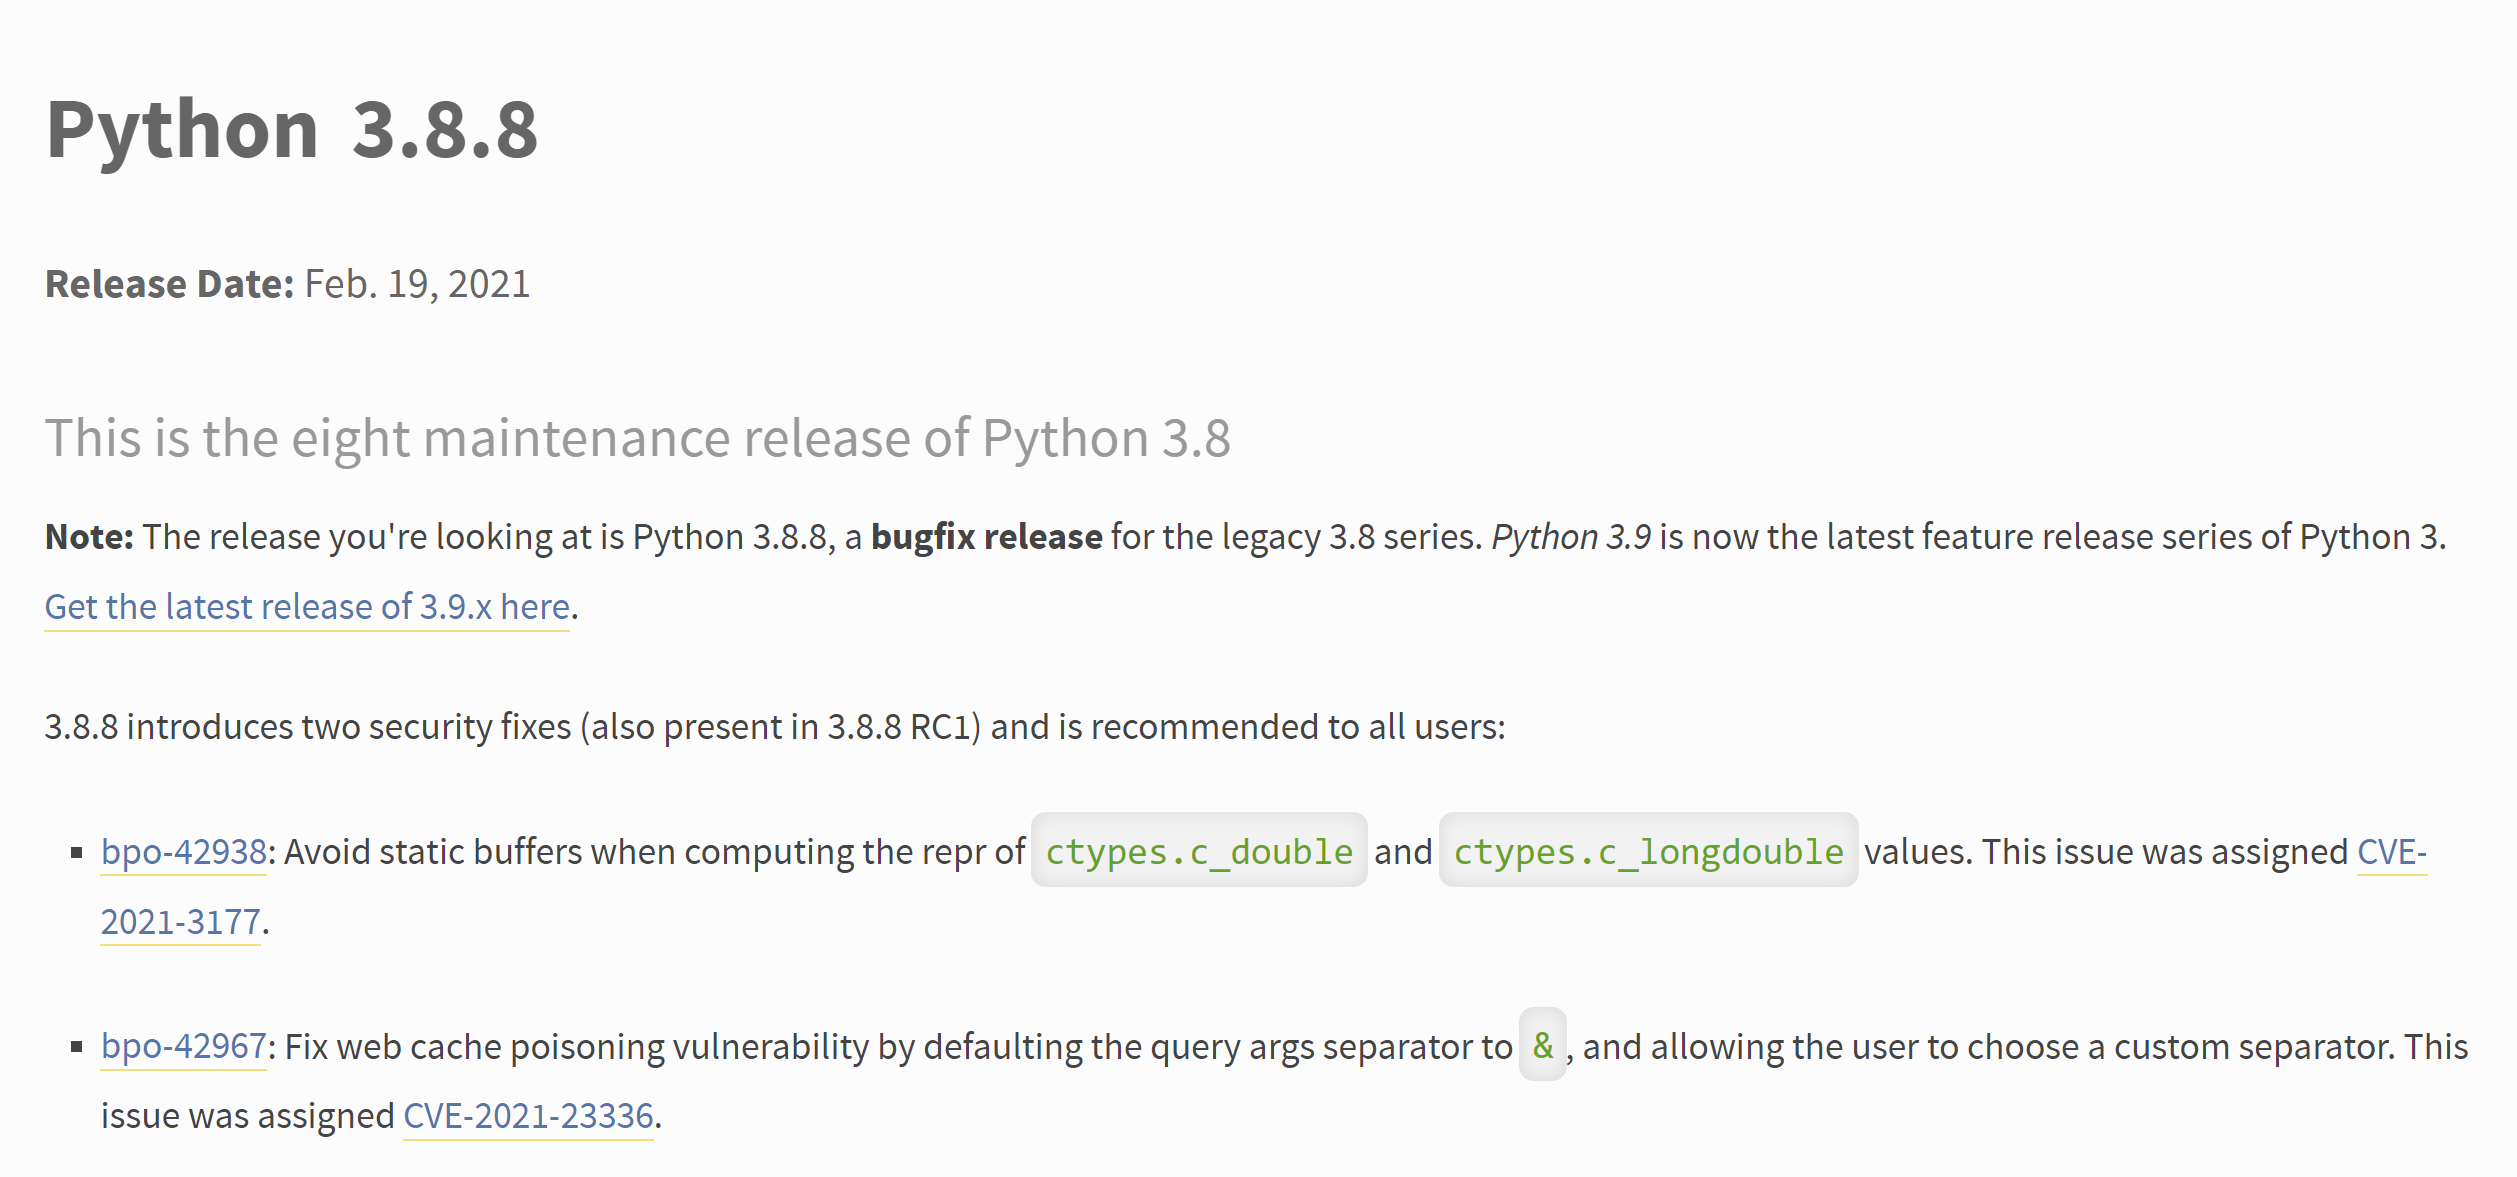 Python 3.8.8
Release Date: Feb. 19, 2021
This is the eight maintenance release of Python 3.8
Note: The release you're looking at is Python 3.8.8, a bugfix release for the legacy 3.8 series. Python 3.9 is now the latest feature release series of Python 3.
Get the latest release of 3.9.x here.
3.8.8 introduces two security fixes (also present in 3.8.8 RC1) and is recommended to all users:
▪ bpo-42938: Avoid static buffers when computing the repr of ctypes.c_double and ctypes.c_longdouble values. This issue was assigned CVE-
2021-3177.
▪ bpo-42967: Fix web cache poisoning vulnerability by defaulting the query args separator to &, and allowing the user to choose a custom separator. This
issue was assigned CVE-2021-23336.